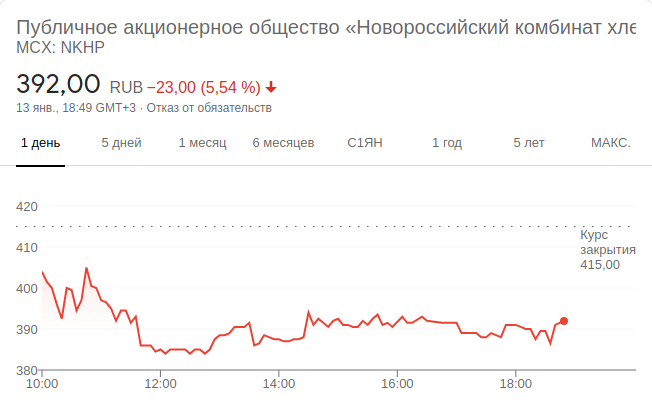 Публичное акционерное общество «Новороссийский комбинат хле
MCX: NKHP
392,00 RUB −23,00 (5,54 %) ↓
13 янв., 18:49 GMT+3 · Отказ от обязательств
1 день 5 дней 1 месяц 6 месяцев С1ЯН 1 год 5 лет МАКС.
420
Курс
закрытия
415,00
410
400
390
380
10:00 12:00 14:00 16:00 18:00